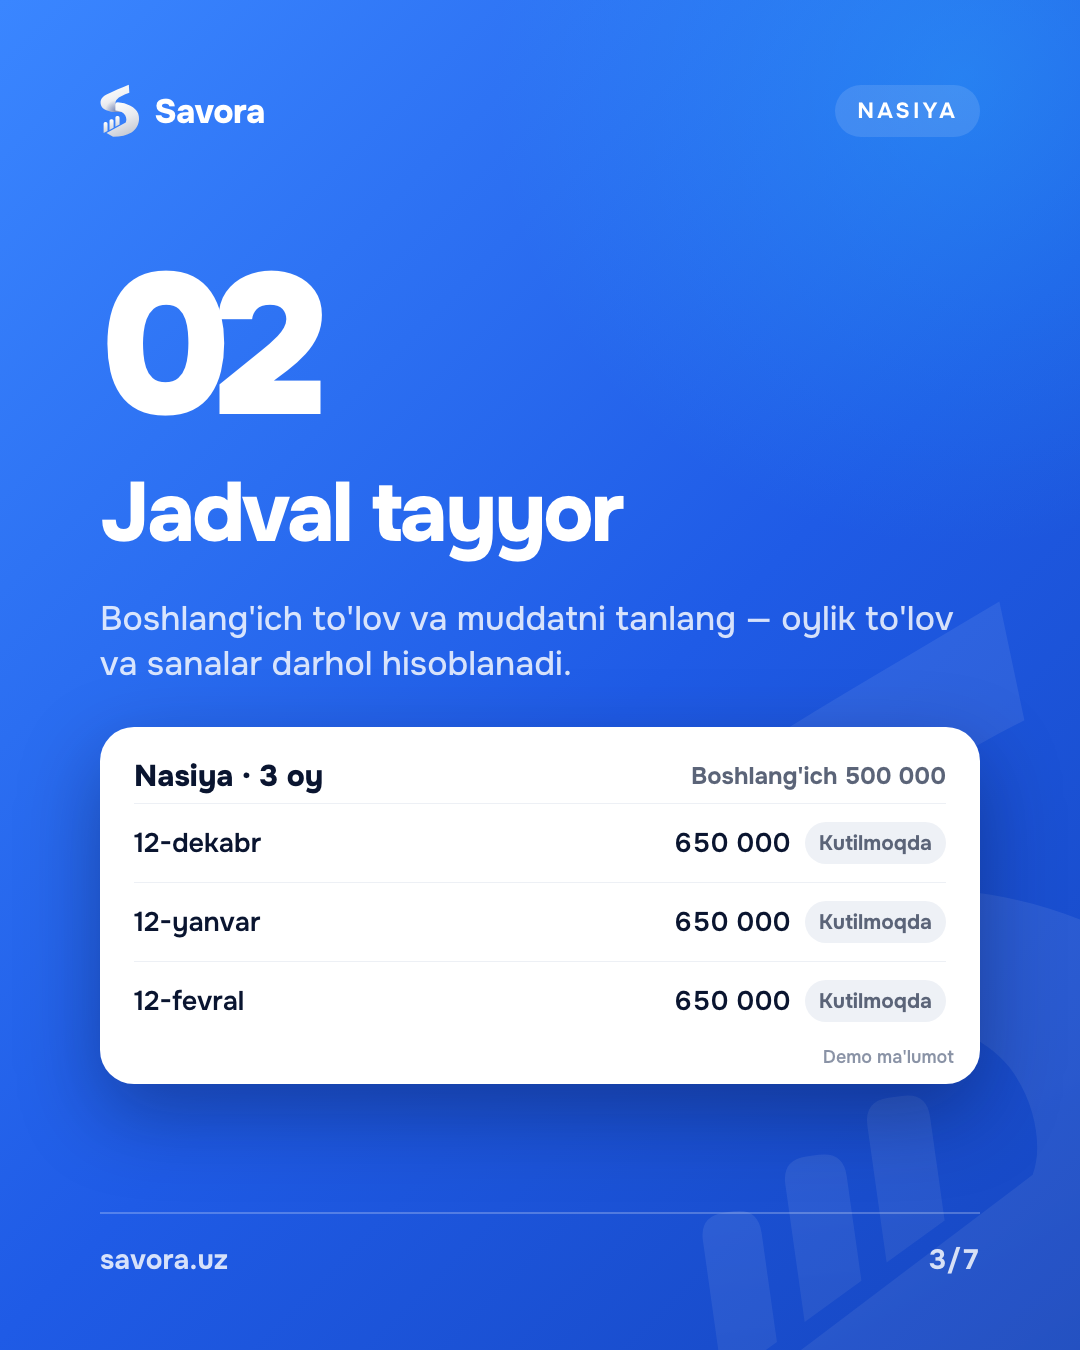 Savora
NASIYA
02
Jadval tayyor
Boshlang'ich to'lov va muddatni tanlang — oylik to'lov
va sanalar darhol hisoblanadi.
Nasiya · 3 oy
Boshlang'ich 500 000
12-dekabr 650 000 Kutilmoqda
12-yanvar 650 000 Kutilmoqda
12-fevral 650 000 Kutilmoqda
Demo ma'lumot
savora.uz
3/7